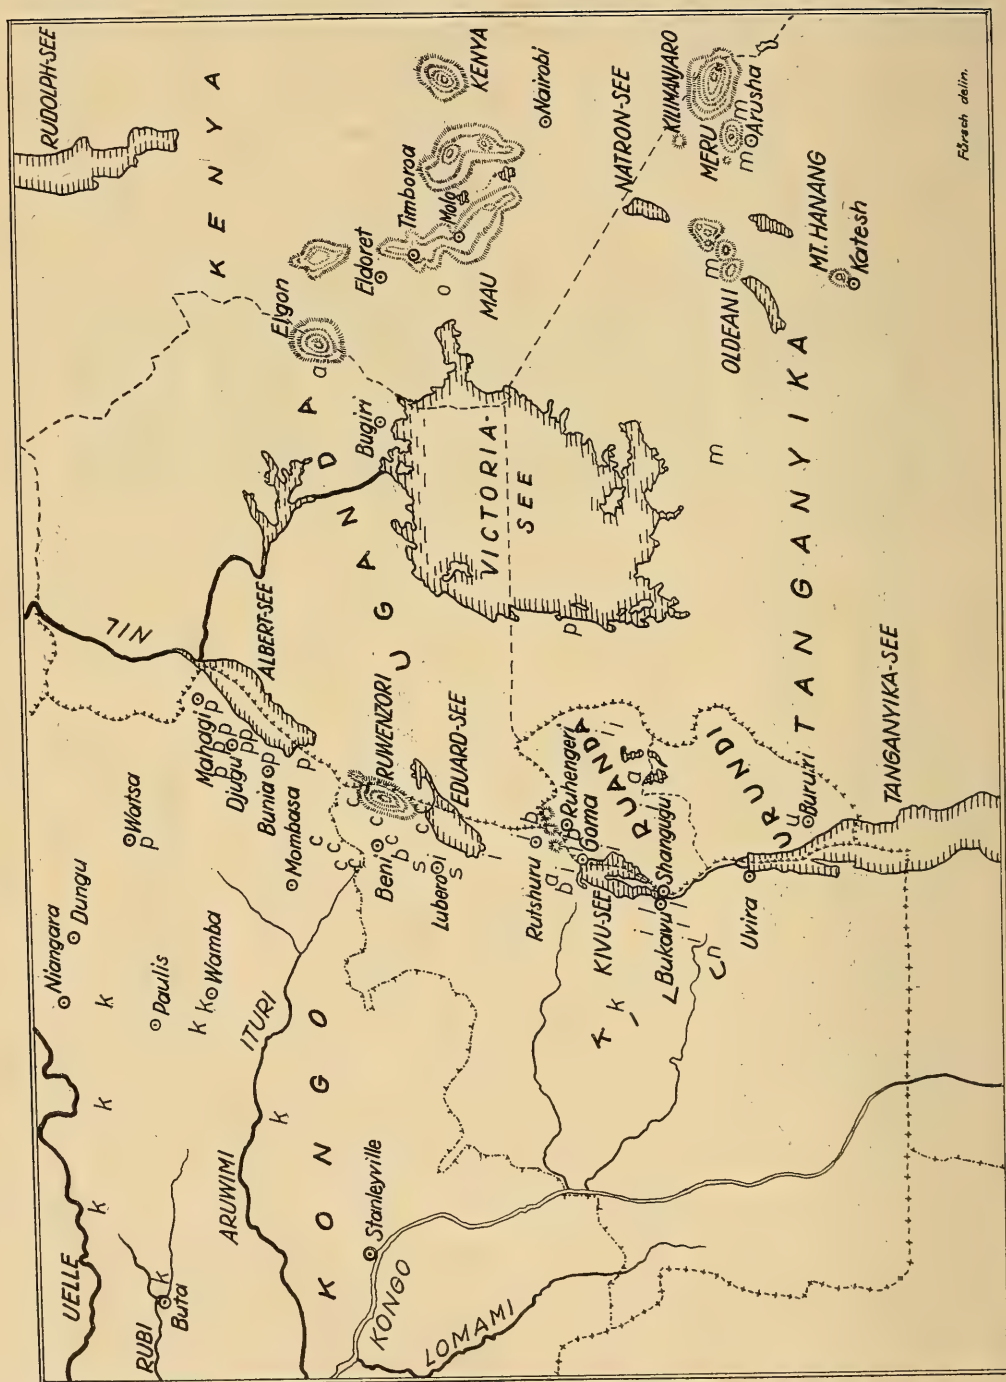 RUDOLPH-SEE
KENYA
KENYA
Nairobi
Timboroa
Molo
Eldoret
Elgon
a
o
MAU
NATRON-SEE
KILIMANJARO
MERU
m
m
Arusha
OLDEANI
m
MT. HANANG
Katesh
m
TANGANYIKA
UGANDA
Bugiri
VICTORIA-
SEE
p
NIL
ALBERT-SEE
Mahagi
p
p
p
p
Djugu
p
p
Bunia
p
p
Mombasa
c
c
c
c
c
RUWENZORI
Beni
c
b
c
c
s
Lubero
i
s
EDUARD-SEE
i
Rutshuru
i
b
Ruhengeri
a
b
i
b
Goma
i
i
RUANDA
a
KIVU-SEE
Shangugu
Bukavu
L
n
k
URUNDI
Bururi
u
Uvira
TANGANYIKA-SEE
Niangara
Dungu
Watsa
p
k
Paulis
k
k
Wamba
ITURI
k
k
k
UELLE
ARUWIMI
KONGO
RUBI
k
Buta
Stanleyville
KONGO
LOMAMI
Fürsch delin.